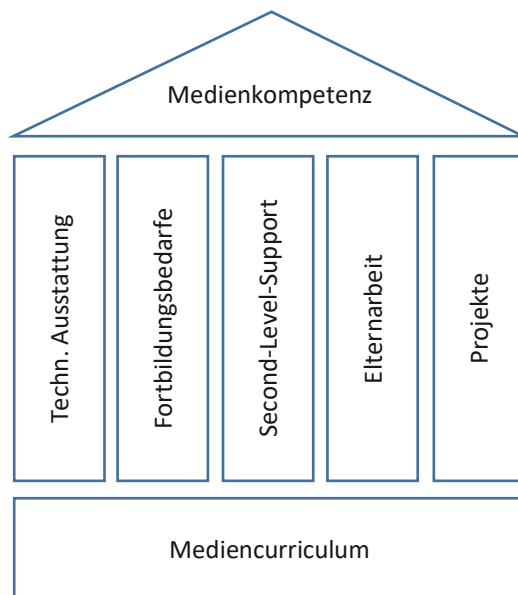 Medienkompetenz
Techn. Ausstattung
Fortbildungsbedarfe
Second-Level-Support
Elternarbeit
Projekte
Mediencurriculum